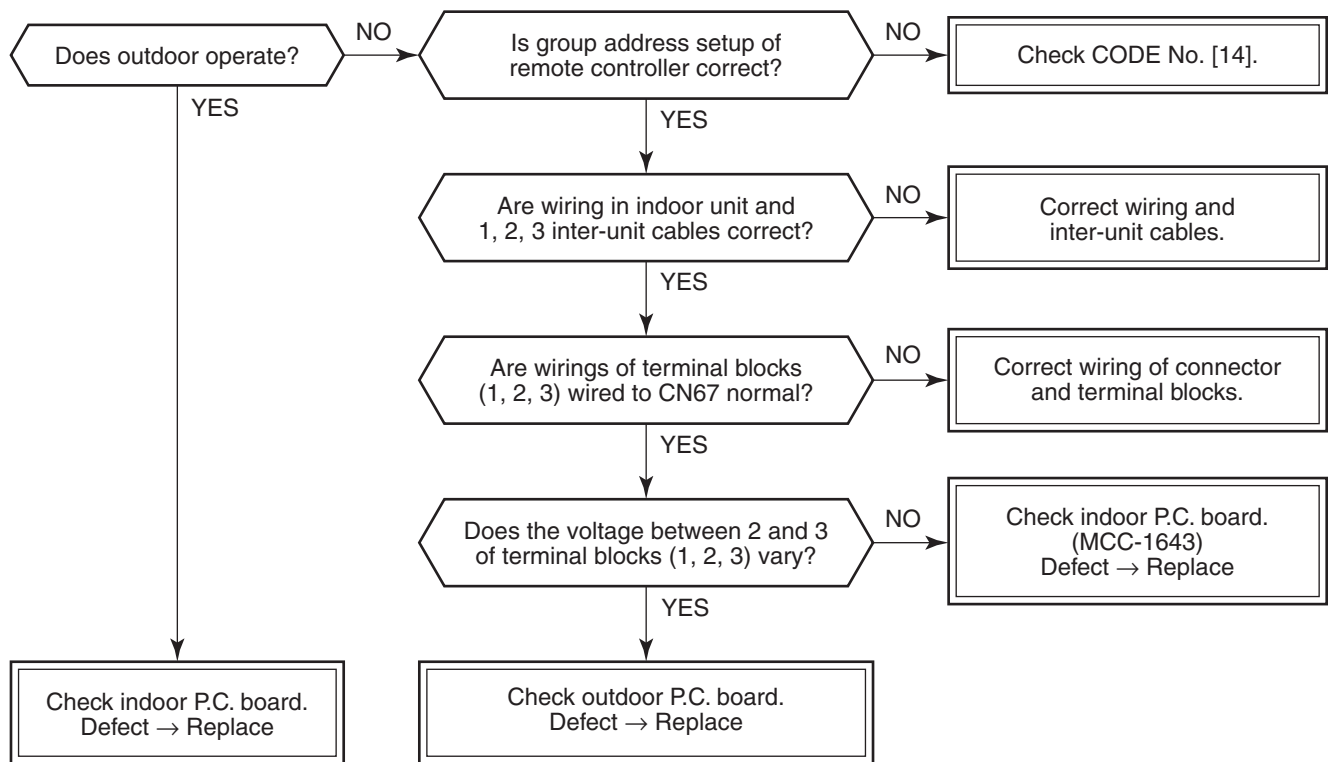 Does outdoor operate?
NO
Is group address setup of
remote controller correct?
NO
Check CODE No. [14].
YES
YES
Are wiring in indoor unit and
1, 2, 3 inter-unit cables correct?
NO
Correct wiring and
inter-unit cables.
YES
Are wirings of terminal blocks
(1, 2, 3) wired to CN67 normal?
NO
Correct wiring of connector
and terminal blocks.
YES
Does the voltage between 2 and 3
of terminal blocks (1, 2, 3) vary?
NO
Check indoor P.C. board.
(MCC-1643)
Defect → Replace
YES
Check indoor P.C. board.
Defect → Replace
Check outdoor P.C. board.
Defect → Replace